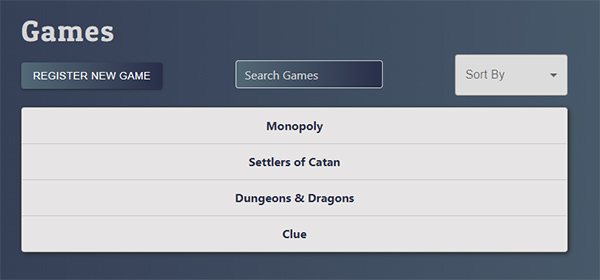 Games
REGISTER NEW GAME
Search Games
Sort By
Monopoly
Settlers of Catan
Dungeons & Dragons
Clue